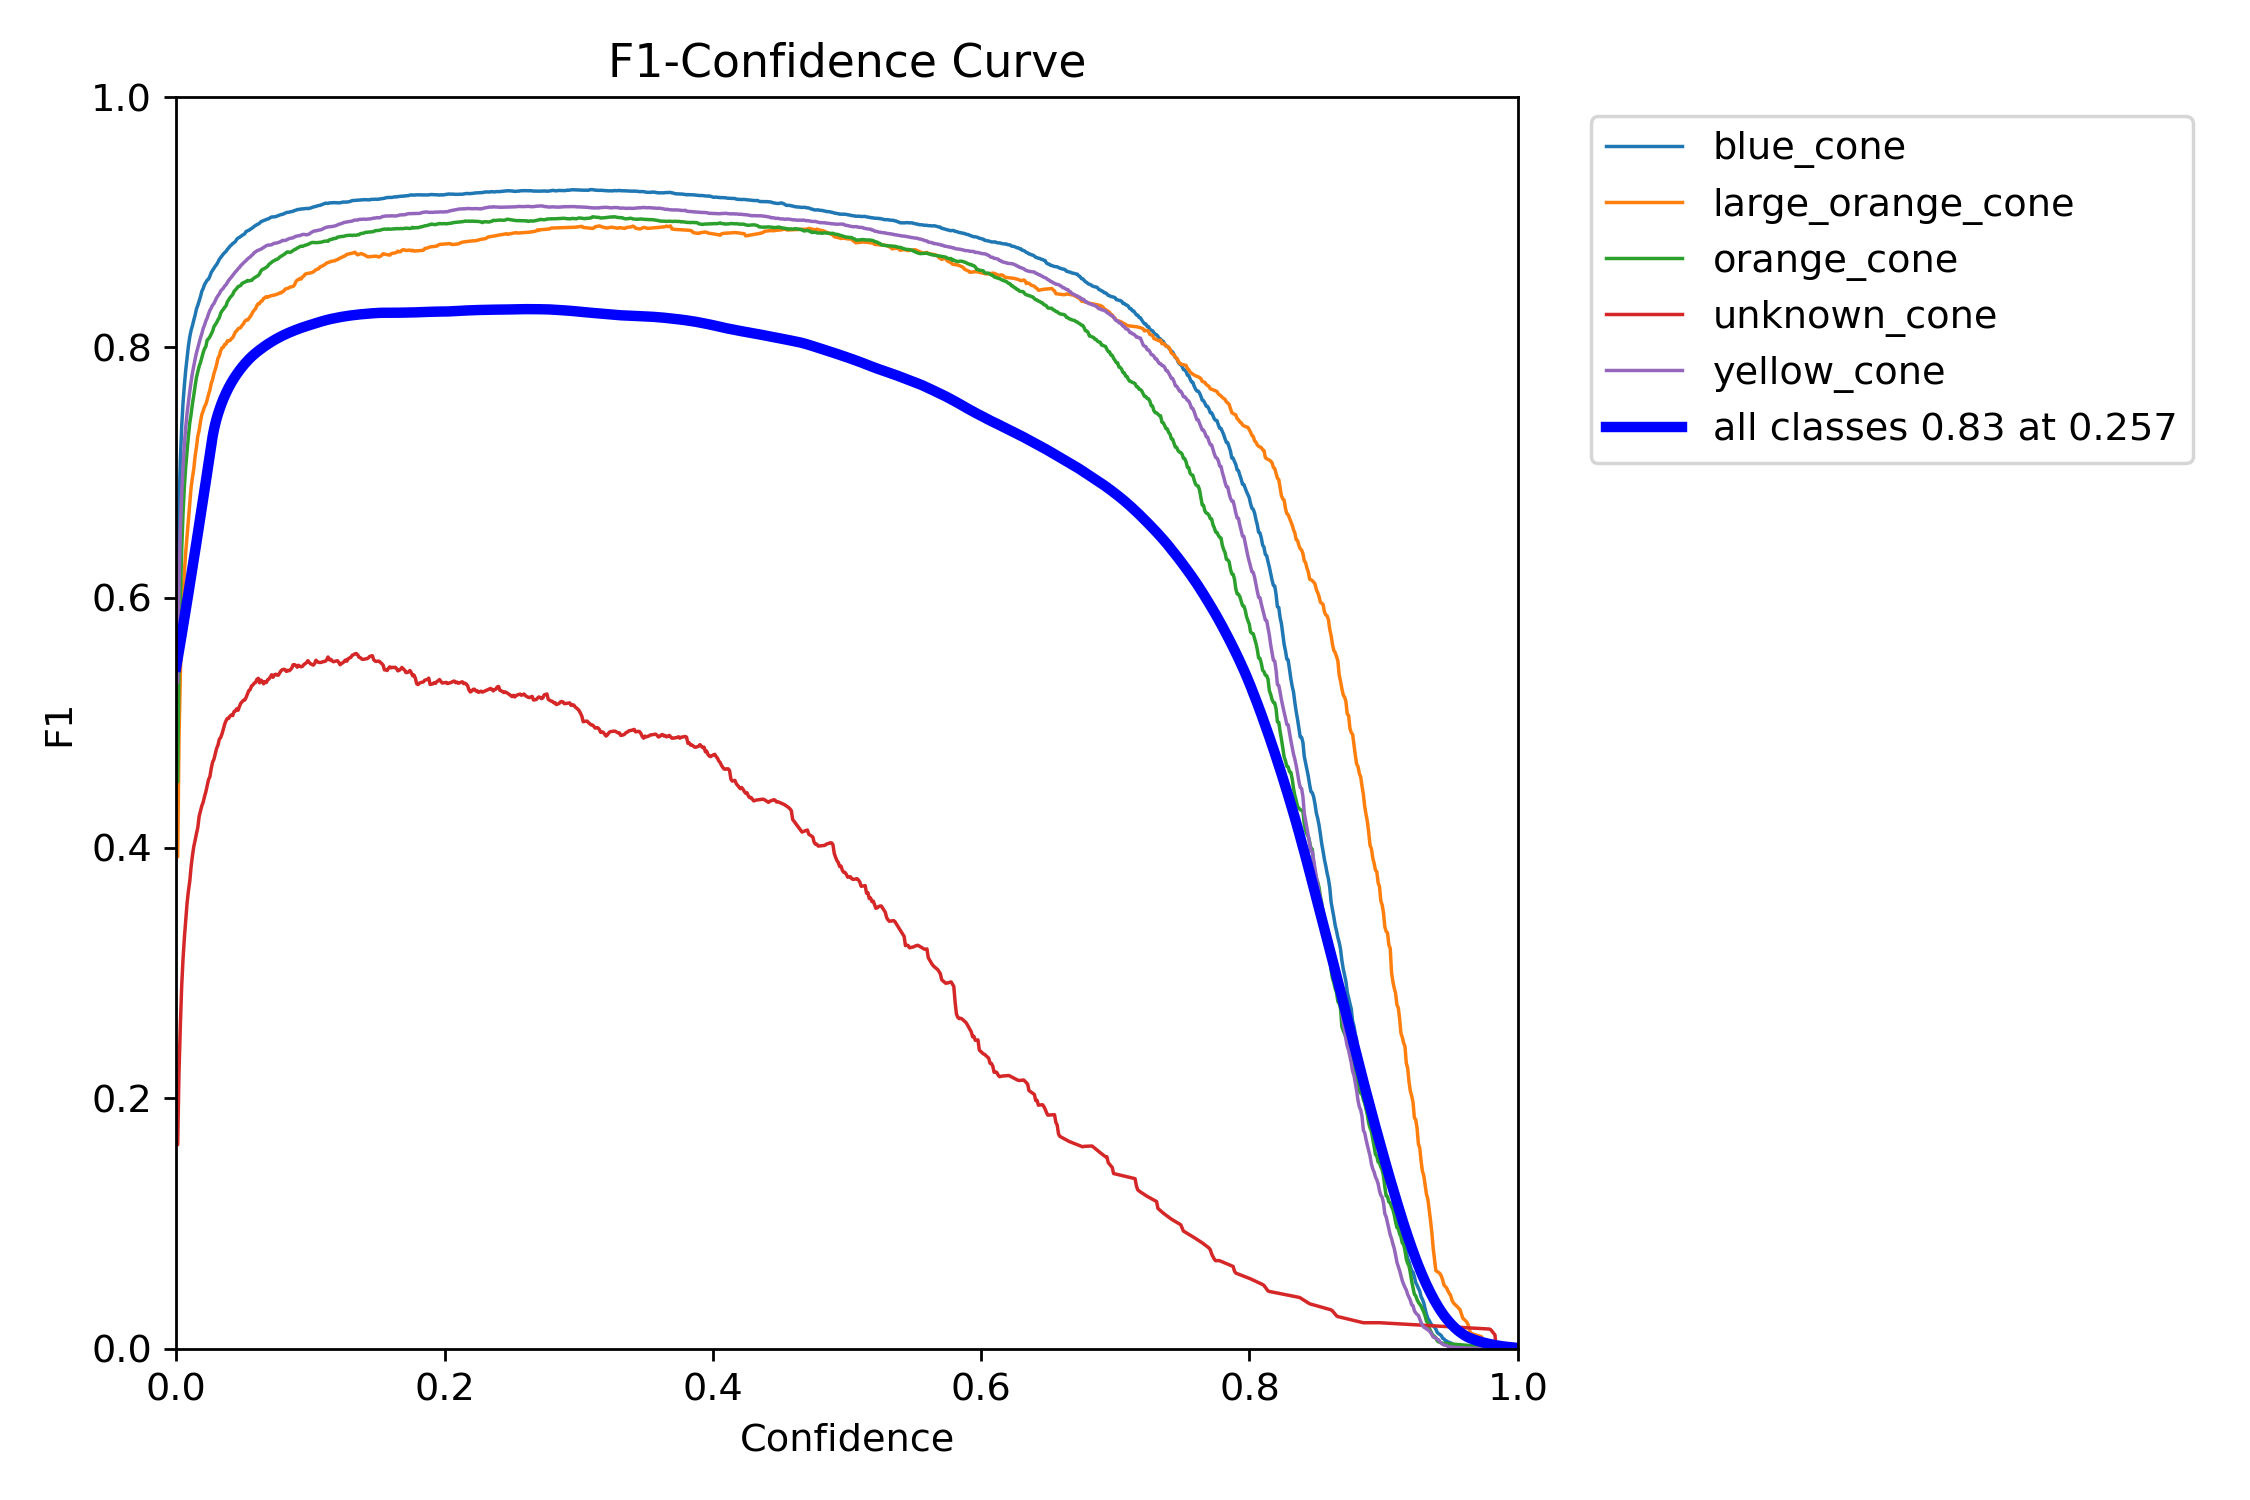 F1-Confidence Curve
1.0
0.8
0.6
0.4
0.2
0.0
F1
0.0 0.2 0.4 0.6 0.8 1.0
Confidence
blue_cone
large_orange_cone
orange_cone
unknown_cone
yellow_cone
all classes 0.83 at 0.257